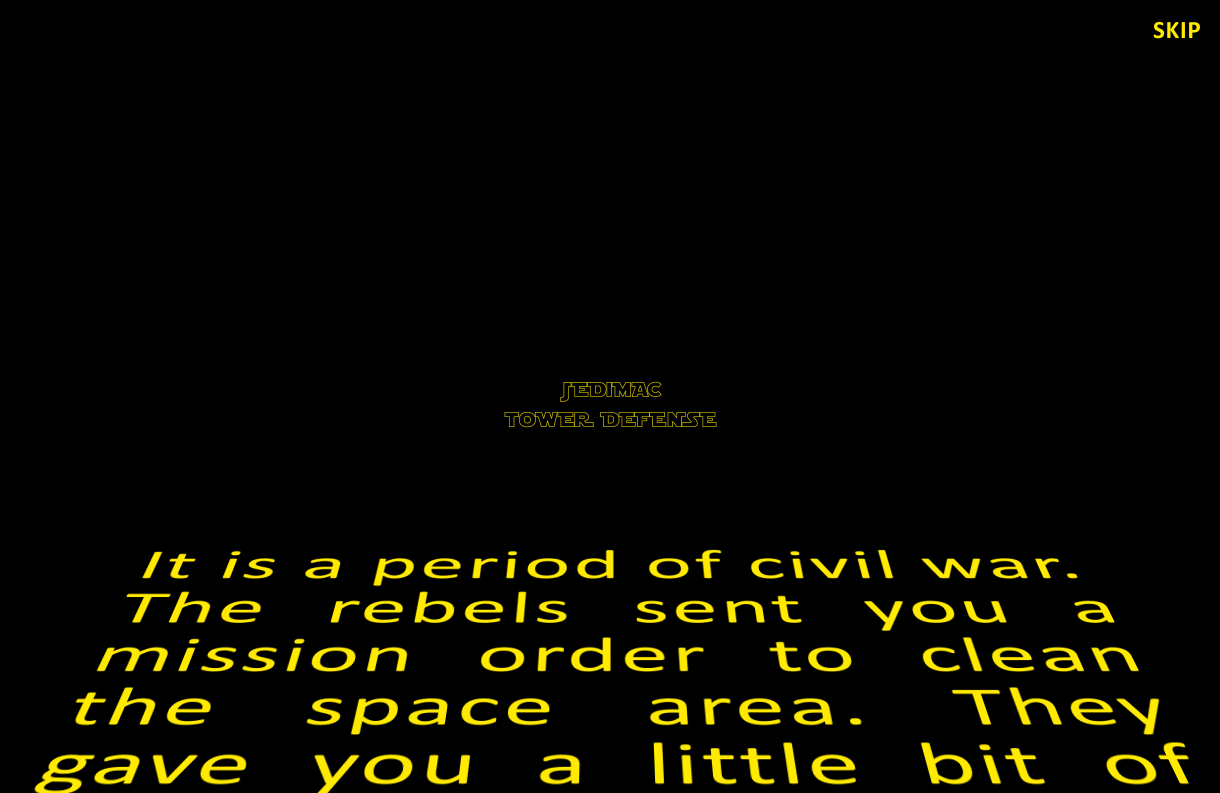 SKIP
JEDIMAC
TOWER DEFENSE
It is a period of civil war.
The rebels sent you a
mission order to clean
the space area. They
gave you a little bit of